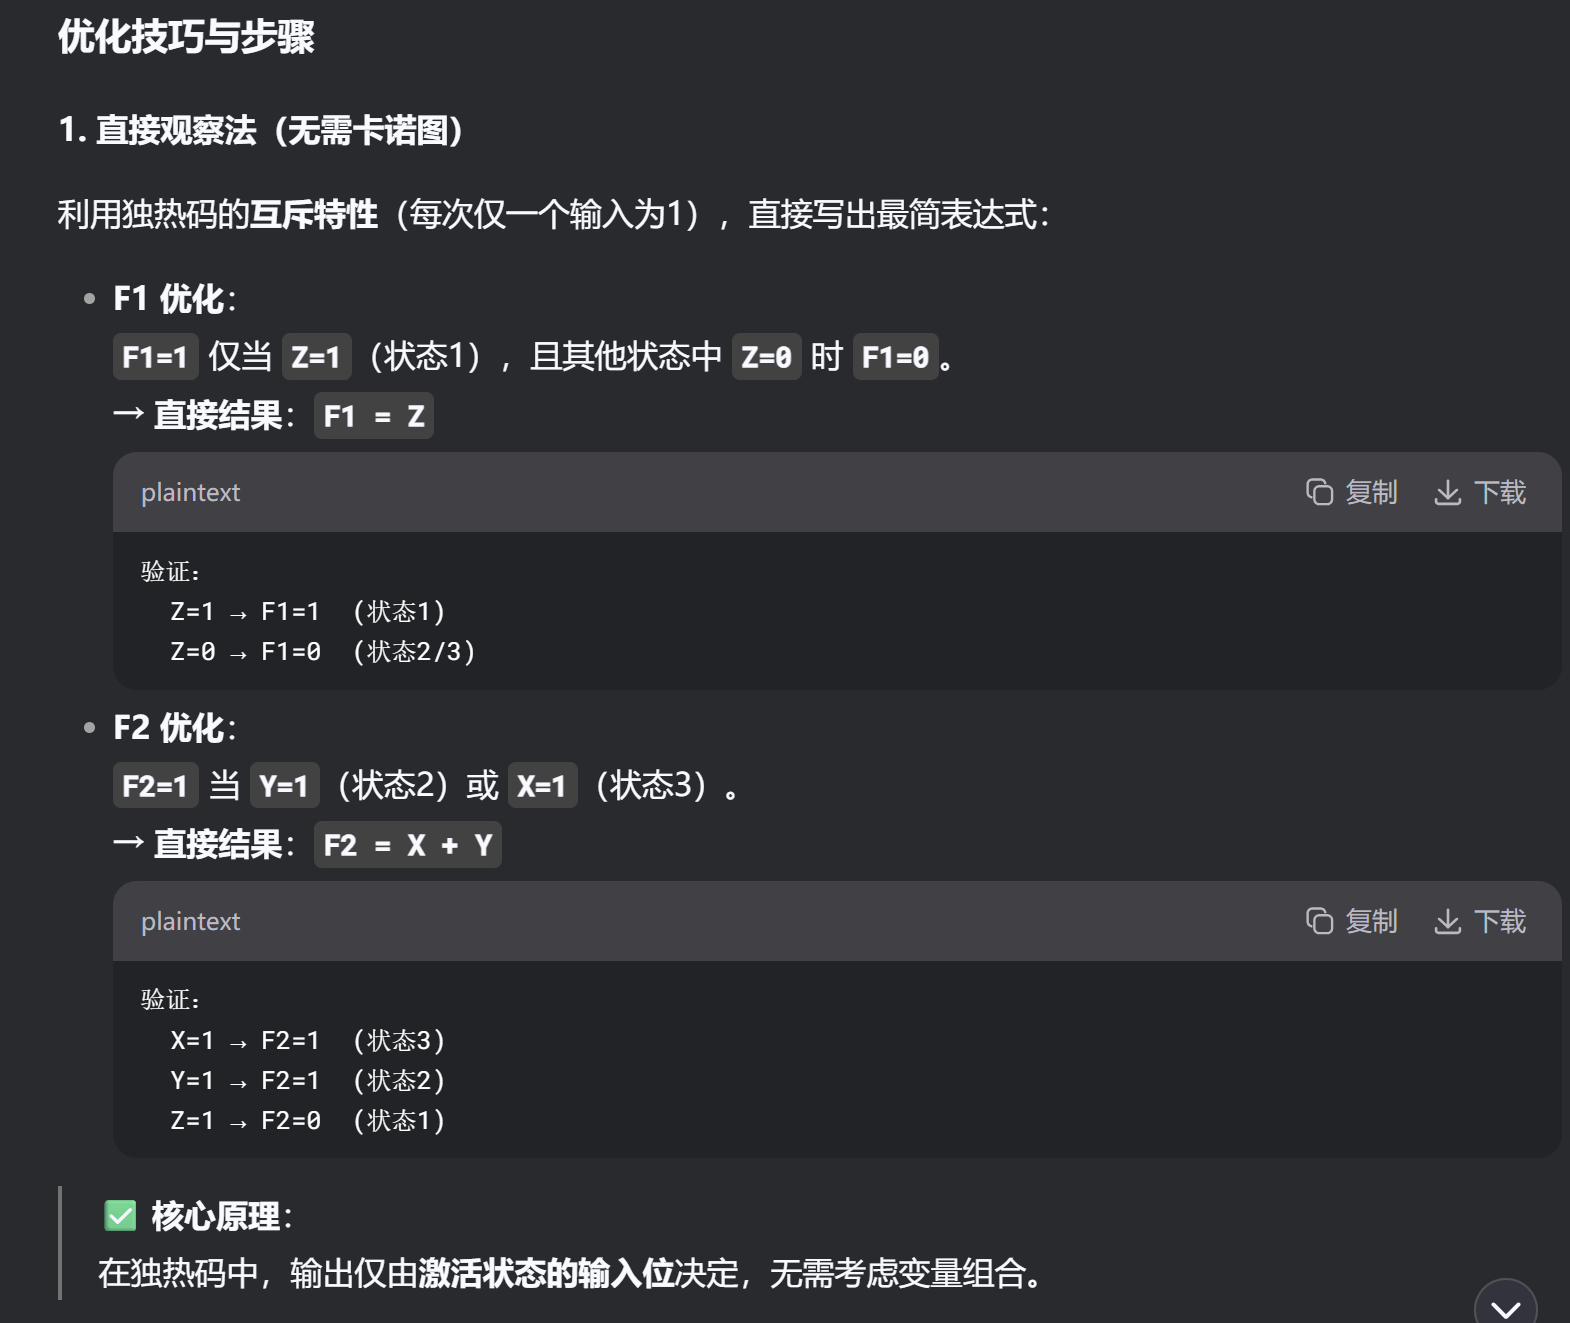 优化技巧与步骤
1. 直接观察法（无需卡诺图）
利用独热码的互斥特性（每次仅一个输入为1），直接写出最简表达式：
F1 优化：
F1=1 仅当 Z=1（状态1），且其他状态中 Z=0 时 F1=0。
→ 直接结果： F1 = Z
plaintext 复制 下载
验证：
Z=1 → F1=1 (状态1)
Z=0 → F1=0 (状态2/3)
F2 优化：
F2=1 当 Y=1（状态2）或 X=1（状态3）。
→ 直接结果： F2 = X + Y
plaintext 复制 下载
验证：
X=1 → F2=1 (状态3)
Y=1 → F2=1 (状态2)
Z=1 → F2=0 (状态1)
✅ 核心原理：
在独热码中，输出仅由激活状态的输入位决定，无需考虑变量组合。